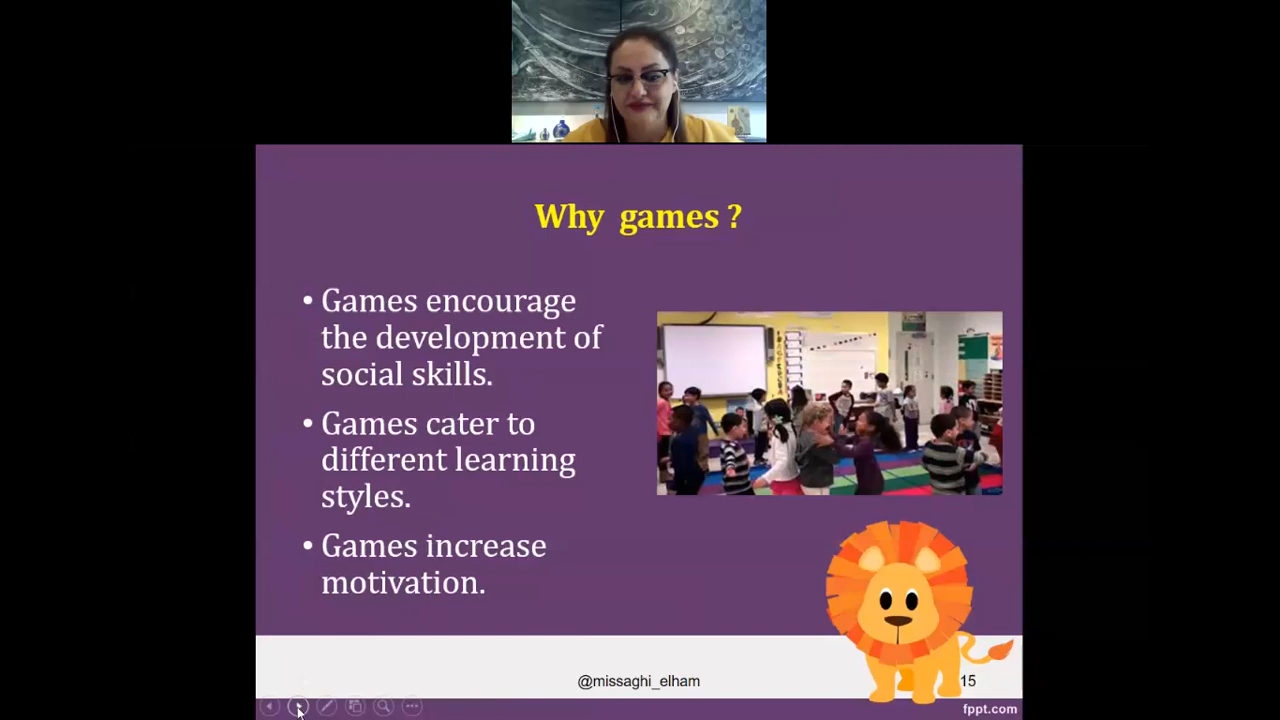 Why games ?
• Games encourage
the development of
social skills.
• Games cater to
different learning
styles.
• Games increase
motivation.
@missaghi_elham
15
fppt.com